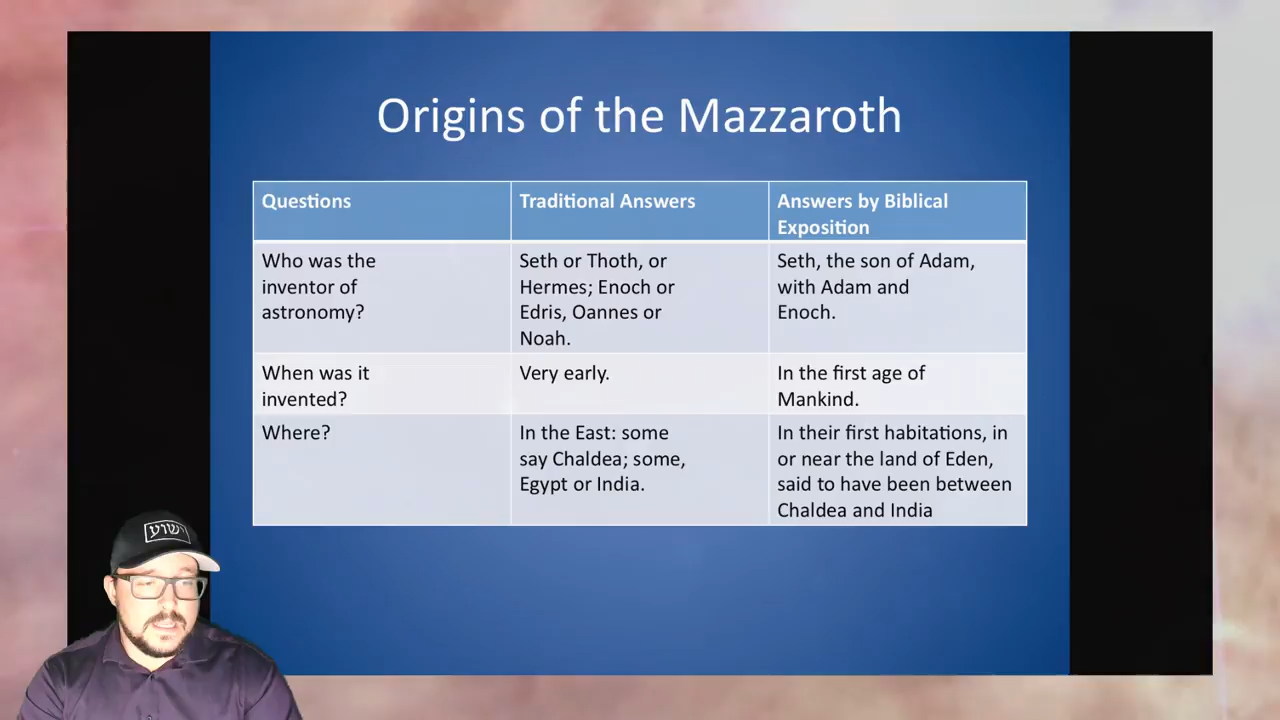 Origins of the Mazzaroth
Questions
Traditional Answers
Answers by Biblical
Exposition
Who was the
inventor of
astronomy?
Seth or Thoth, or
Hermes; Enoch or
Edris, Oannes or
Noah.
Seth, the son of Adam,
with Adam and
Enoch.
When was it
invented?
Very early.
In the first age of
Mankind.
Where?
In the East: some
say Chaldea; some,
Egypt or India.
In their first habitations, in
or near the land of Eden,
said to have been between
Chaldea and India
ישוע